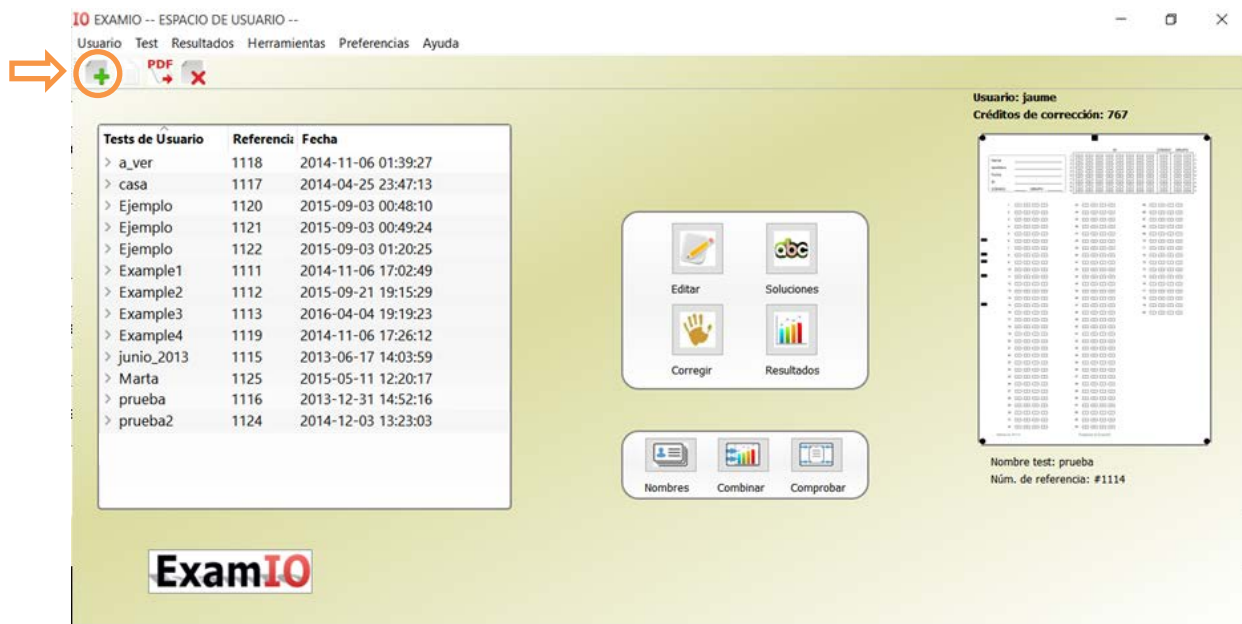 IO EXAMIO -- ESPACIO DE USUARIO --
Usuario Test Resultados Herramientas Preferencias Ayuda
PDF
Usuario: jaume
Créditos de corrección: 767
Tests de Usuario Referencia Fecha
a_ver 1118 2014-11-06 01:39:27
casa 1117 2014-04-25 23:47:13
Ejemplo 1120 2015-09-03 00:48:10
Ejemplo 1121 2015-09-03 00:49:24
Ejemplo 1122 2015-09-03 01:20:25
Example1 1111 2014-11-06 17:02:49
Example2 1112 2015-09-21 19:15:29
Example3 1113 2016-04-04 19:19:23
Example4 1119 2014-11-06 17:26:12
junio_2013 1115 2013-06-17 14:03:59
Marta 1125 2015-05-11 12:20:17
prueba 1116 2013-12-31 14:52:16
prueba2 1124 2014-12-03 13:23:03
abc
Editar Soluciones
Corregir Resultados
Nombres Combinar Comprobar
Nombre test: prueba
Núm. de referencia: #1114
ExamIO